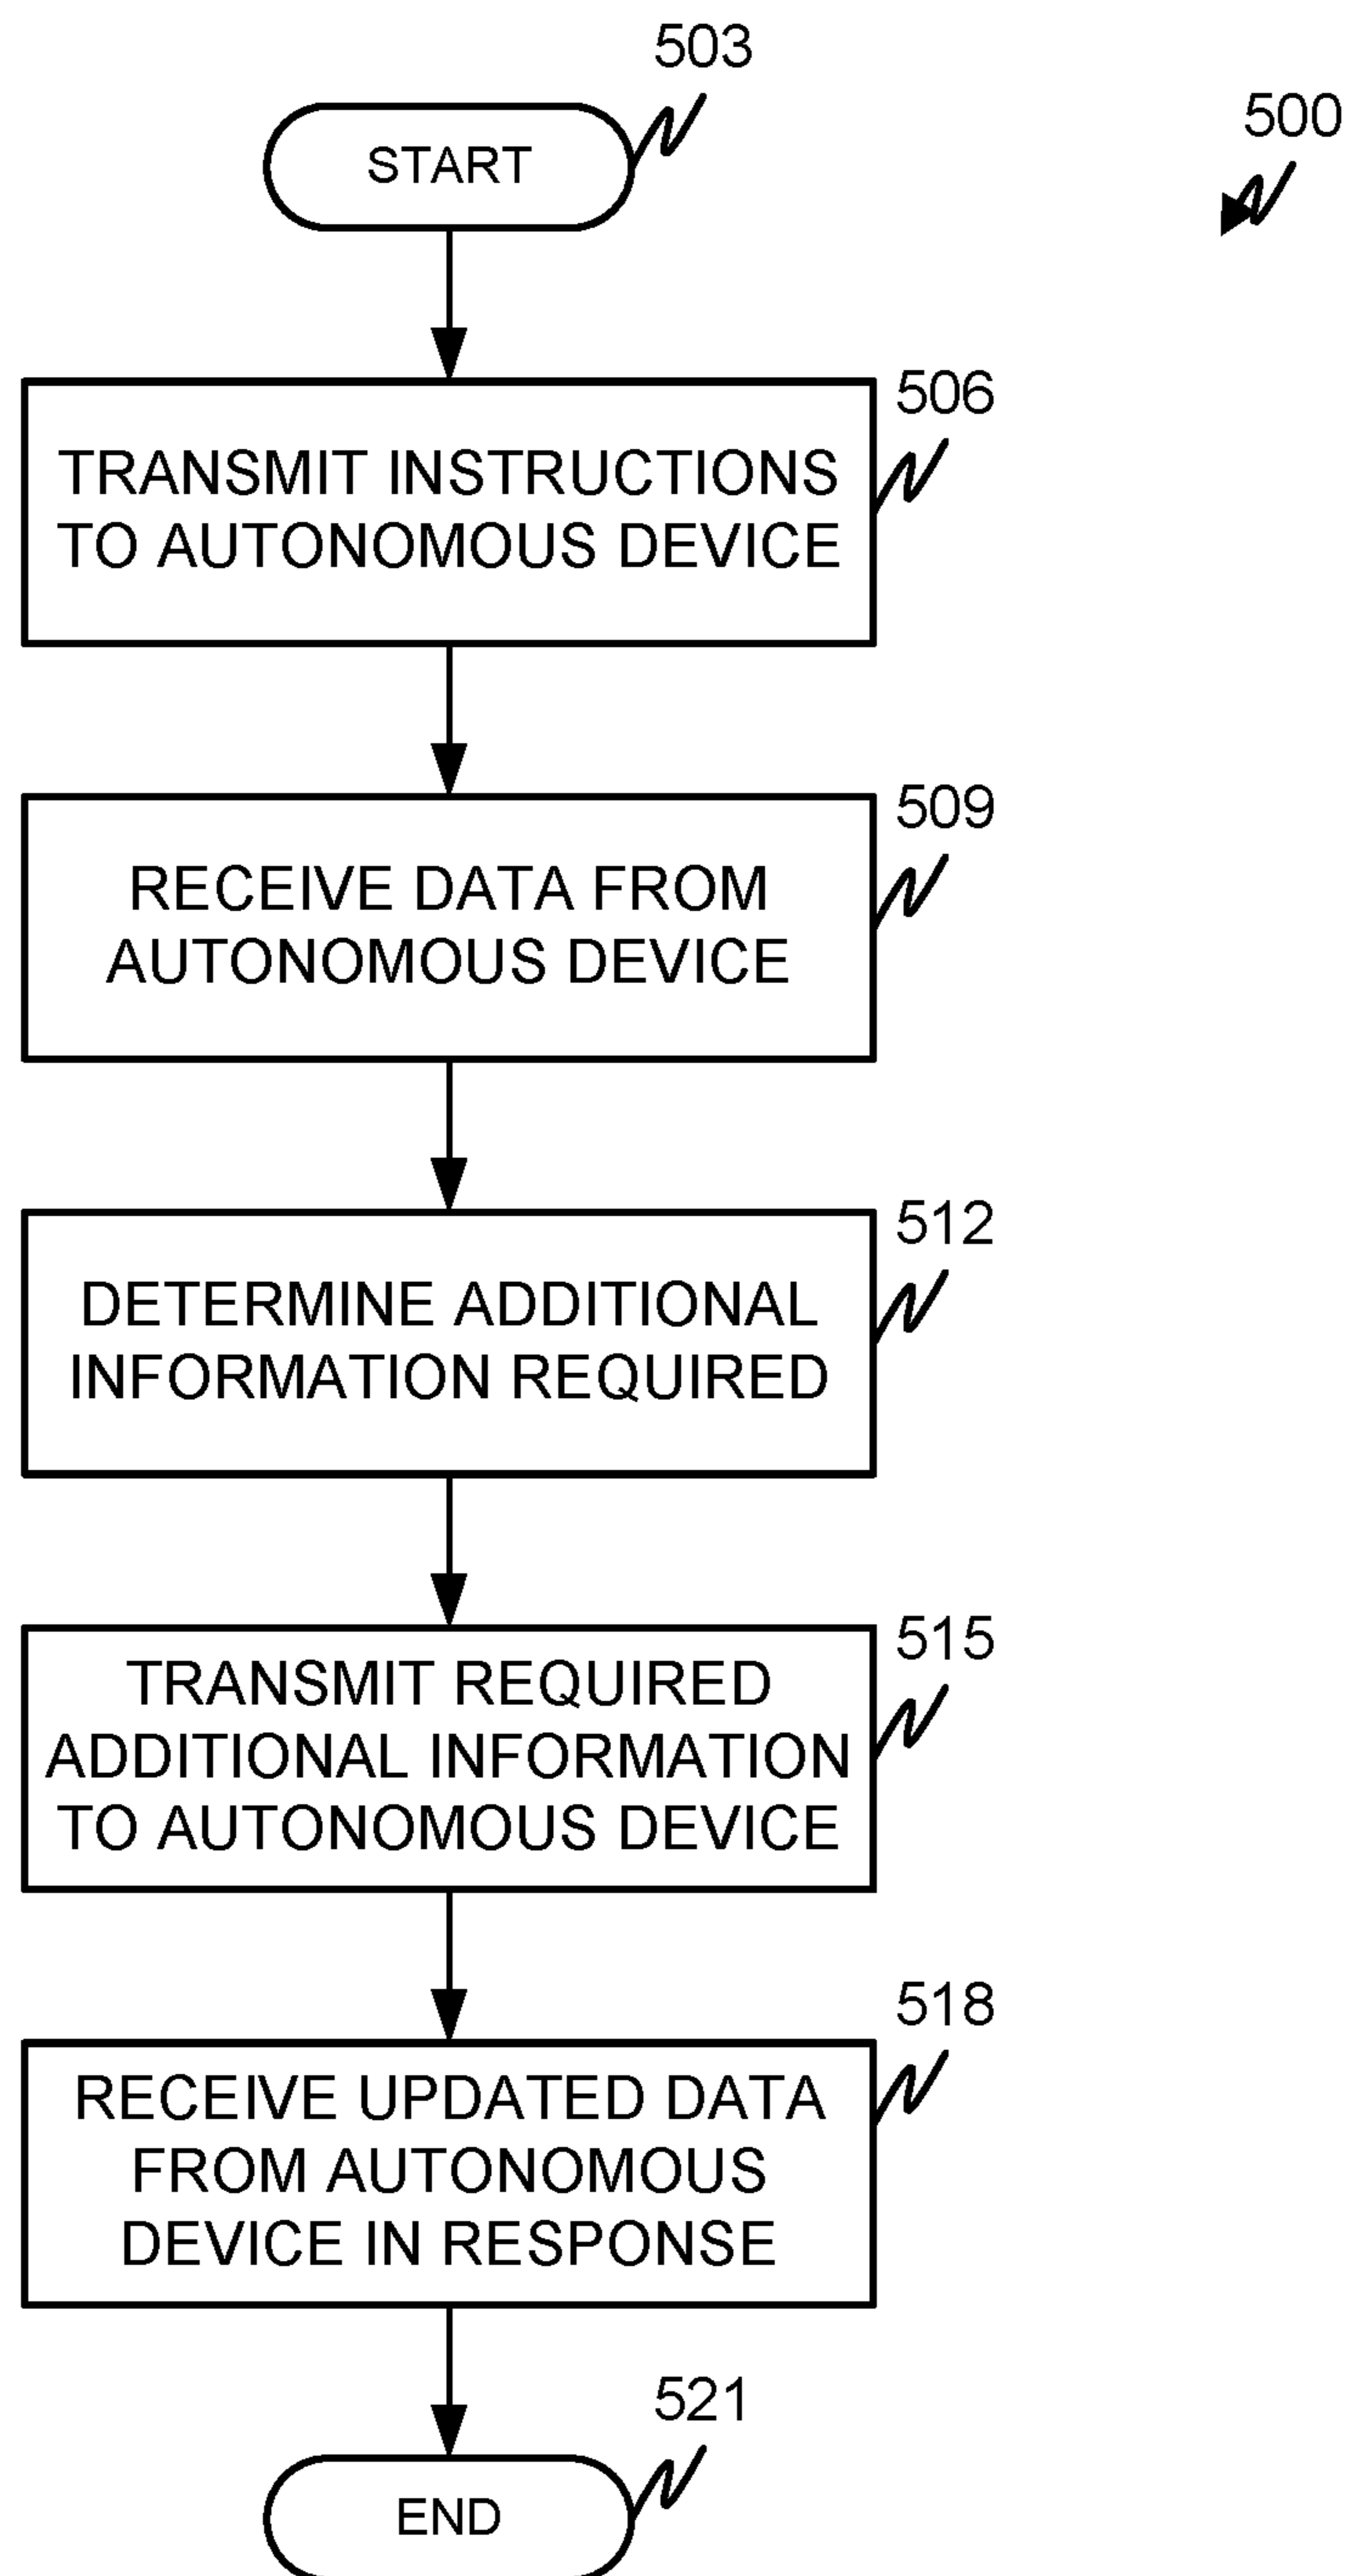 503
500
START
506
TRANSMIT INSTRUCTIONS
TO AUTONOMOUS DEVICE
509
RECEIVE DATA FROM
AUTONOMOUS DEVICE
512
DETERMINE ADDITIONAL
INFORMATION REQUIRED
515
TRANSMIT REQUIRED
ADDITIONAL INFORMATION
TO AUTONOMOUS DEVICE
518
RECEIVE UPDATED DATA
FROM AUTONOMOUS
DEVICE IN RESPONSE
521
END